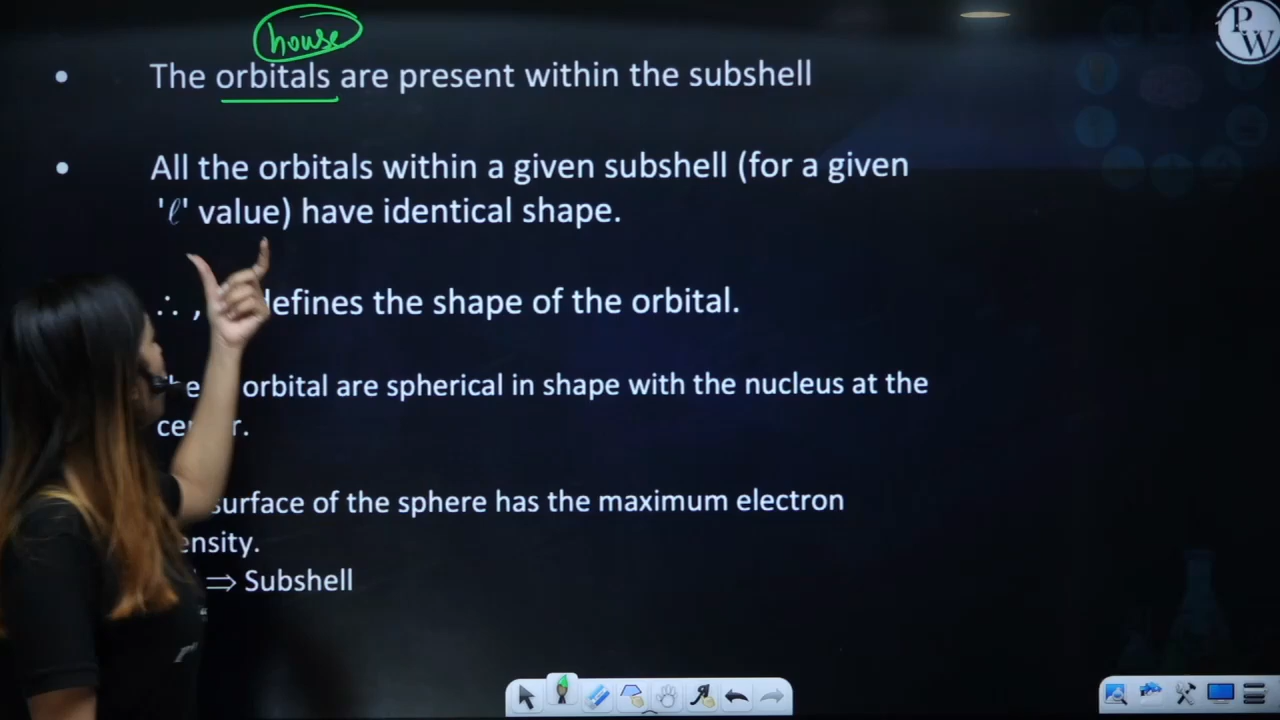 house
PW
• The orbitals are present within the subshell
• All the orbitals within a given subshell (for a given
'ℓ' value) have identical shape.
∴ , defines the shape of the orbital.
orbital are spherical in shape with the nucleus at the
surface of the sphere has the maximum electron
⇒ Subshell